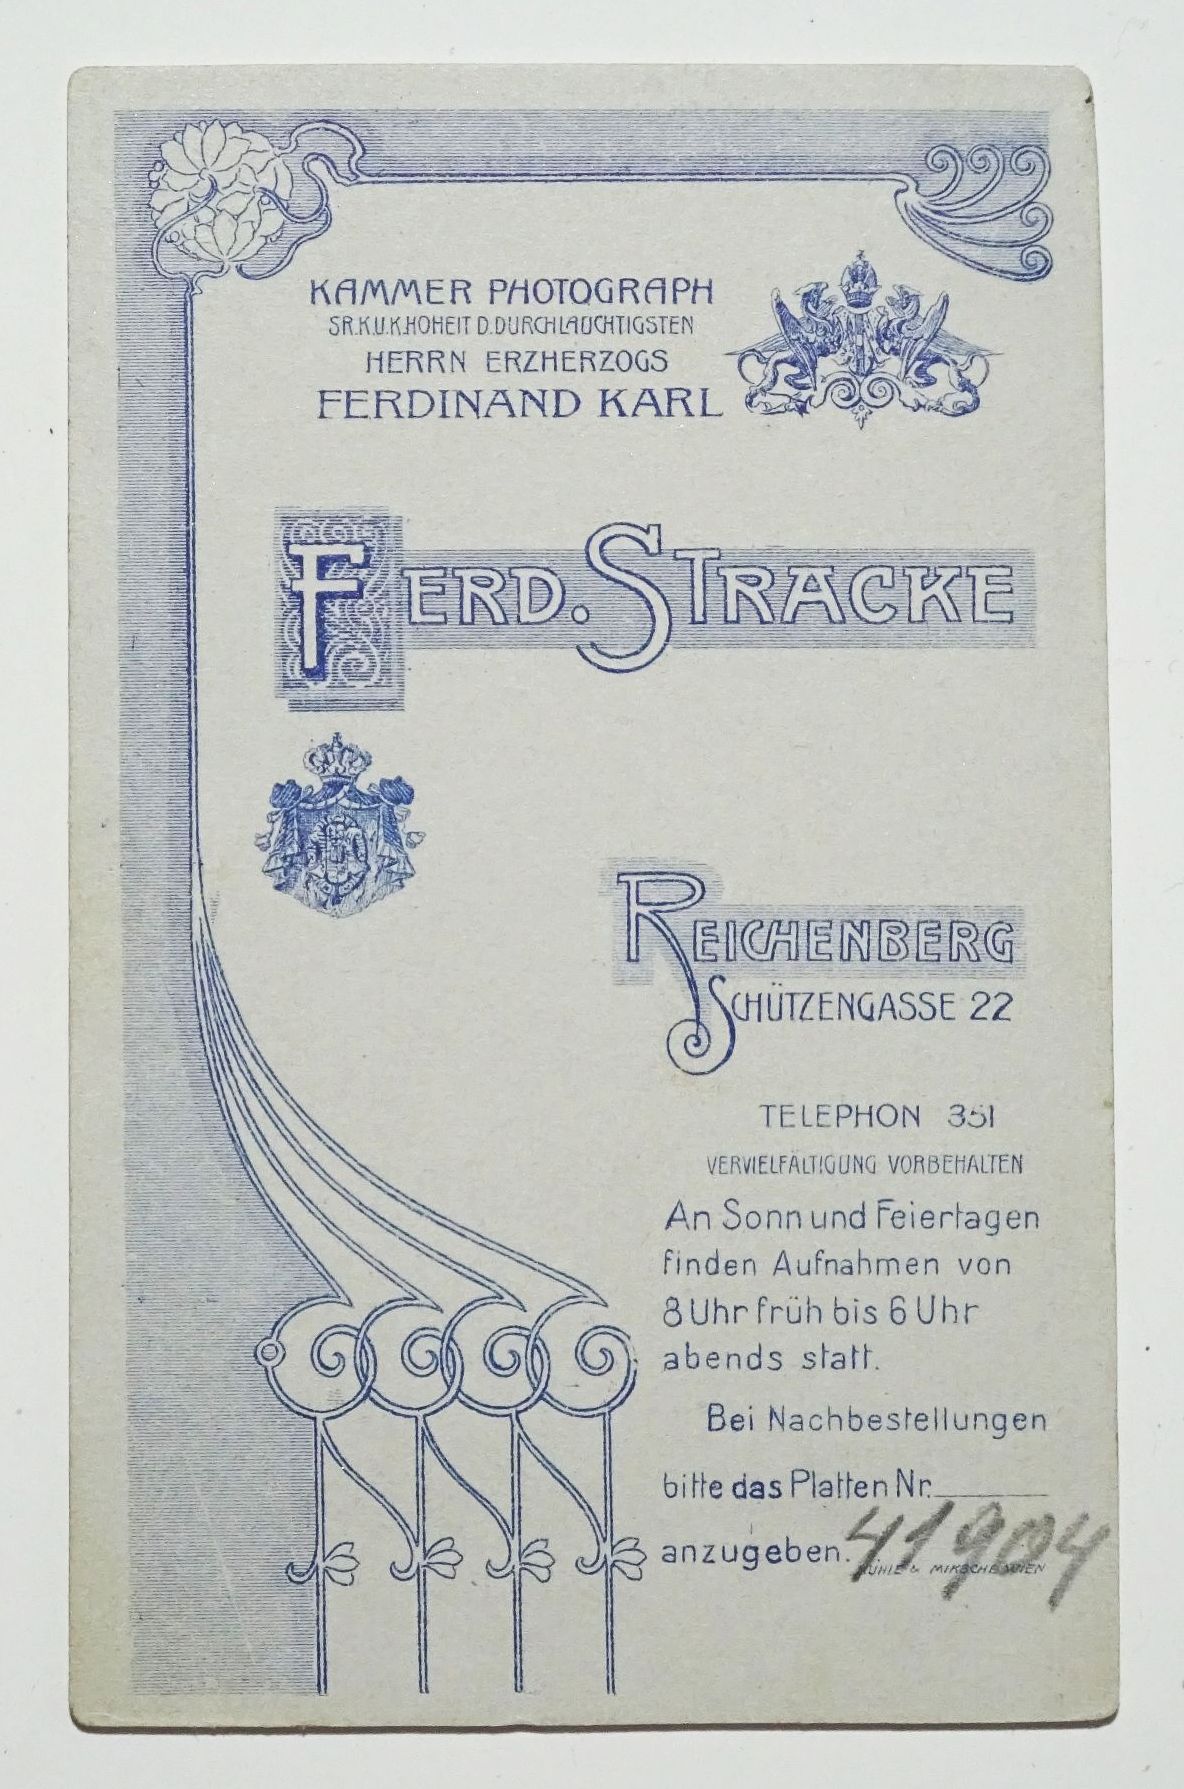 KAMMER PHOTOGRAPH
SR.K.U.K.HOHEIT D.DURCHLAUCHTIGSTEN
HERRN ERZHERZOGS
FERDINAND KARL
FERD. STRACKE
REICHENBERG
SCHÜTZENGASSE 22
TELEPHON 351
VERVIELFÄLTIGUNG VORBEHALTEN
An Sonn und Feiertagen
finden Aufnahmen von
8 Uhr früh bis 6 Uhr
abends statt.
Bei Nachbestellungen
bitte das Platten Nr.
anzugeben.
41904